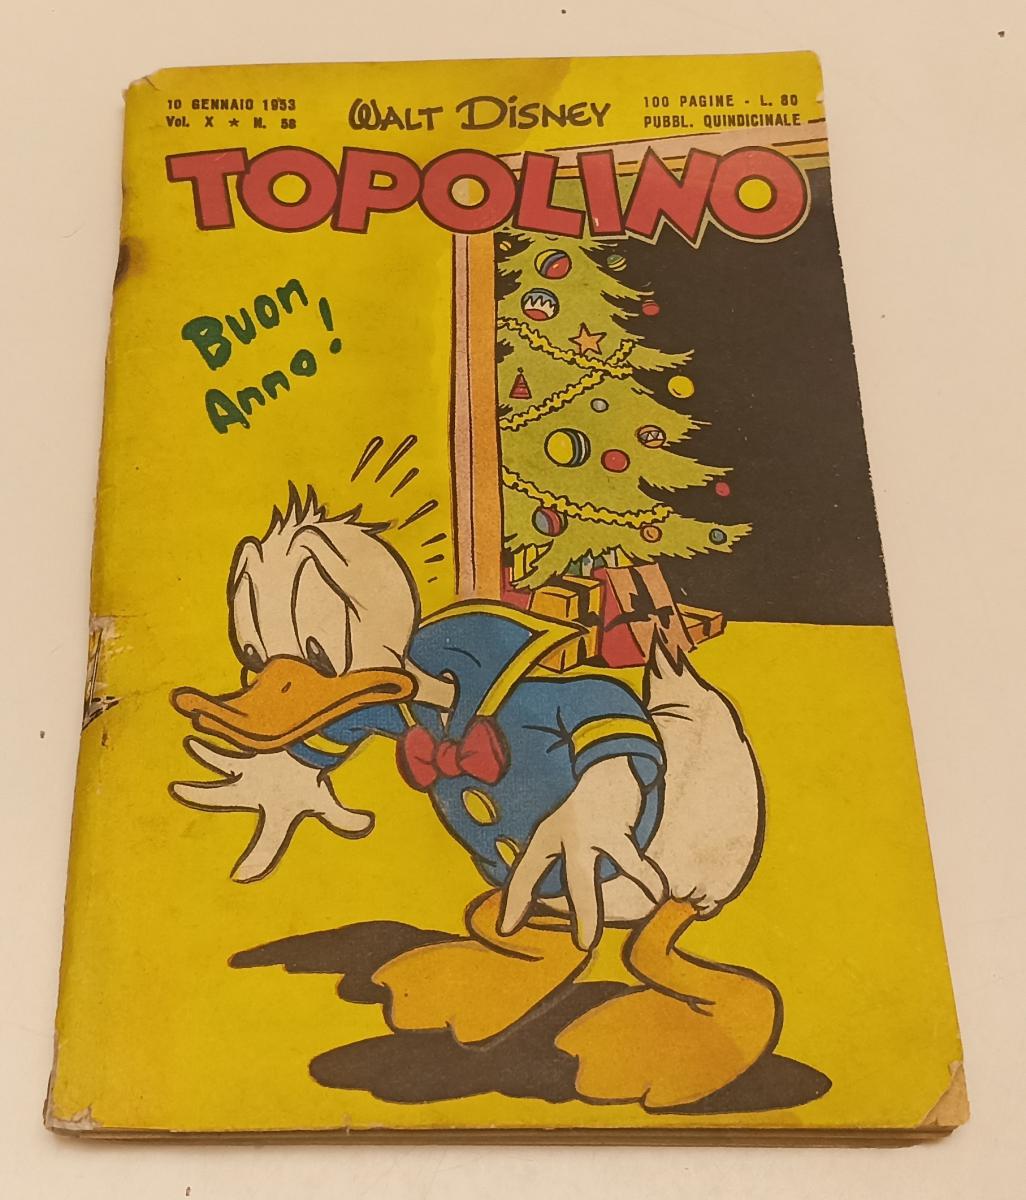 10 GENNAIO 1953
Vol. X ★ N. 58
WALT DISNEY
100 PAGINE - L. 80
PUBBL. QUINDICINALE
TOPOLINO
Buon
Anno!